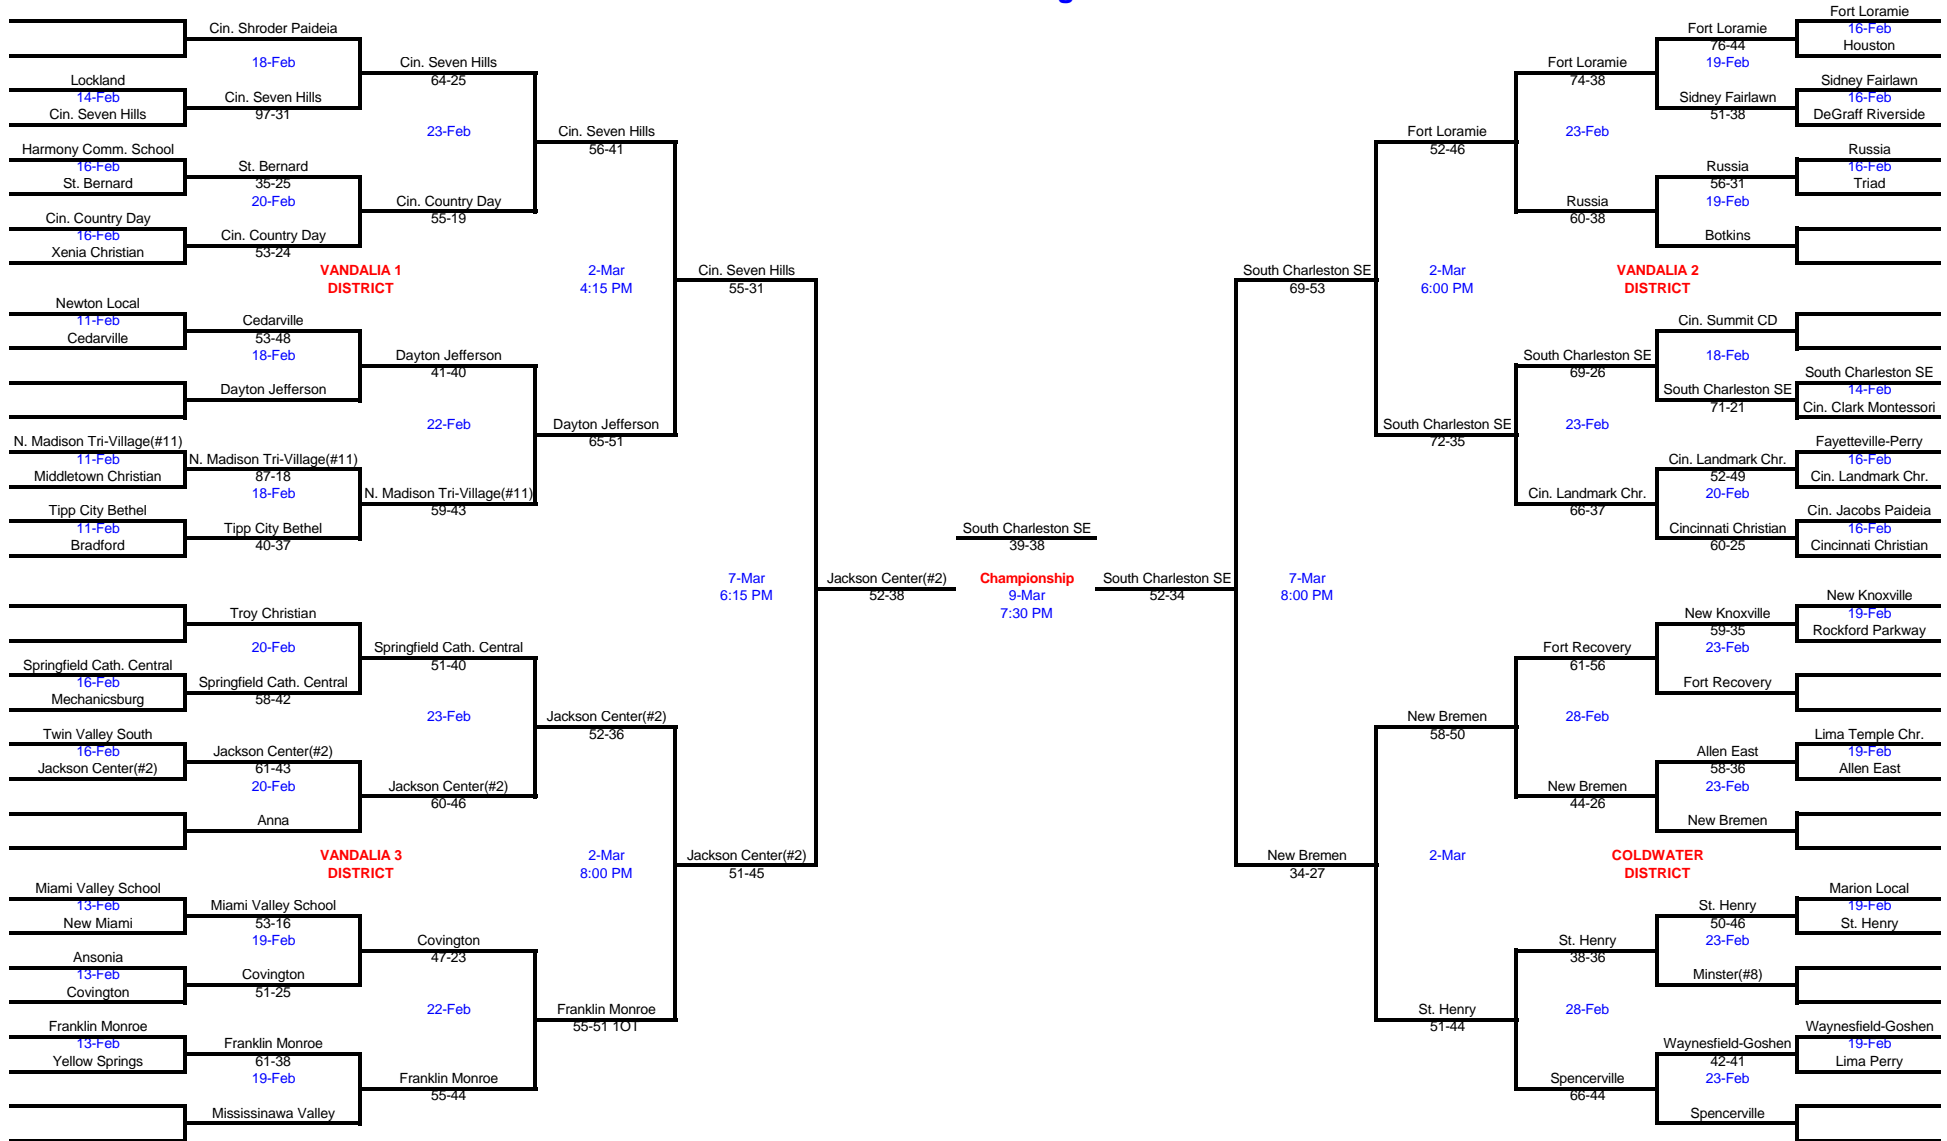 Cin. Shroder Paideia
18-Feb
Cin. Seven Hills
64-25
Lockland
14-Feb
Cin. Seven Hills
Cin. Seven Hills
97-31
23-Feb
Cin. Seven Hills
56-41
Harmony Comm. School
16-Feb
St. Bernard
St. Bernard
35-25
20-Feb
Cin. Country Day
55-19
Cin. Country Day
16-Feb
Xenia Christian
Cin. Country Day
53-24
VANDALIA 1
DISTRICT
2-Mar
4:15 PM
Cin. Seven Hills
55-31
Newton Local
11-Feb
Cedarville
Cedarville
53-48
18-Feb
Dayton Jefferson
41-40
Dayton Jefferson
22-Feb
Dayton Jefferson
65-51
N. Madison Tri-Village(#11)
11-Feb
Middletown Christian
N. Madison Tri-Village(#11)
87-18
18-Feb
N. Madison Tri-Village(#11)
59-43
Tipp City Bethel
11-Feb
Bradford
Tipp City Bethel
40-37
7-Mar
6:15 PM
Jackson Center(#2)
52-38
Troy Christian
20-Feb
Springfield Cath. Central
51-40
Springfield Cath. Central
16-Feb
Mechanicsburg
Springfield Cath. Central
58-42
23-Feb
Jackson Center(#2)
52-36
Twin Valley South
16-Feb
Jackson Center(#2)
Jackson Center(#2)
61-43
20-Feb
Jackson Center(#2)
60-46
Anna
VANDALIA 3
DISTRICT
2-Mar
8:00 PM
Jackson Center(#2)
51-45
Miami Valley School
13-Feb
New Miami
Miami Valley School
53-16
19-Feb
Covington
47-23
Ansonia
13-Feb
Covington
Covington
51-25
22-Feb
Franklin Monroe
55-51 1OT
Franklin Monroe
13-Feb
Yellow Springs
Franklin Monroe
61-38
19-Feb
Franklin Monroe
55-44
Mississinawa Valley
South Charleston SE
39-38
Championship
9-Mar
7:30 PM
South Charleston SE
52-34
7-Mar
8:00 PM
Fort Loramie
16-Feb
Houston
Fort Loramie
76-44
19-Feb
Fort Loramie
74-38
Sidney Fairlawn
16-Feb
DeGraff Riverside
Sidney Fairlawn
51-38
23-Feb
Fort Loramie
52-46
Russia
16-Feb
Triad
Russia
56-31
19-Feb
Russia
60-38
Botkins
VANDALIA 2
DISTRICT
2-Mar
6:00 PM
South Charleston SE
69-53
Cin. Summit CD
18-Feb
South Charleston SE
69-26
South Charleston SE
14-Feb
Cin. Clark Montessori
South Charleston SE
71-21
23-Feb
South Charleston SE
72-35
Fayetteville-Perry
16-Feb
Cin. Landmark Chr.
Cin. Landmark Chr.
52-49
20-Feb
Cin. Landmark Chr.
66-37
Cin. Jacobs Paideia
16-Feb
Cincinnati Christian
Cincinnati Christian
60-25
New Knoxville
19-Feb
Rockford Parkway
New Knoxville
59-35
23-Feb
Fort Recovery
61-56
Fort Recovery
28-Feb
New Bremen
58-50
Lima Temple Chr.
19-Feb
Allen East
Allen East
58-36
23-Feb
New Bremen
44-26
New Bremen
COLDWATER
DISTRICT
2-Mar
New Bremen
34-27
Marion Local
19-Feb
St. Henry
St. Henry
50-46
23-Feb
St. Henry
38-36
Minster(#8)
28-Feb
St. Henry
51-44
Waynesfield-Goshen
19-Feb
Lima Perry
Waynesfield-Goshen
42-41
23-Feb
Spencerville
66-44
Spencerville